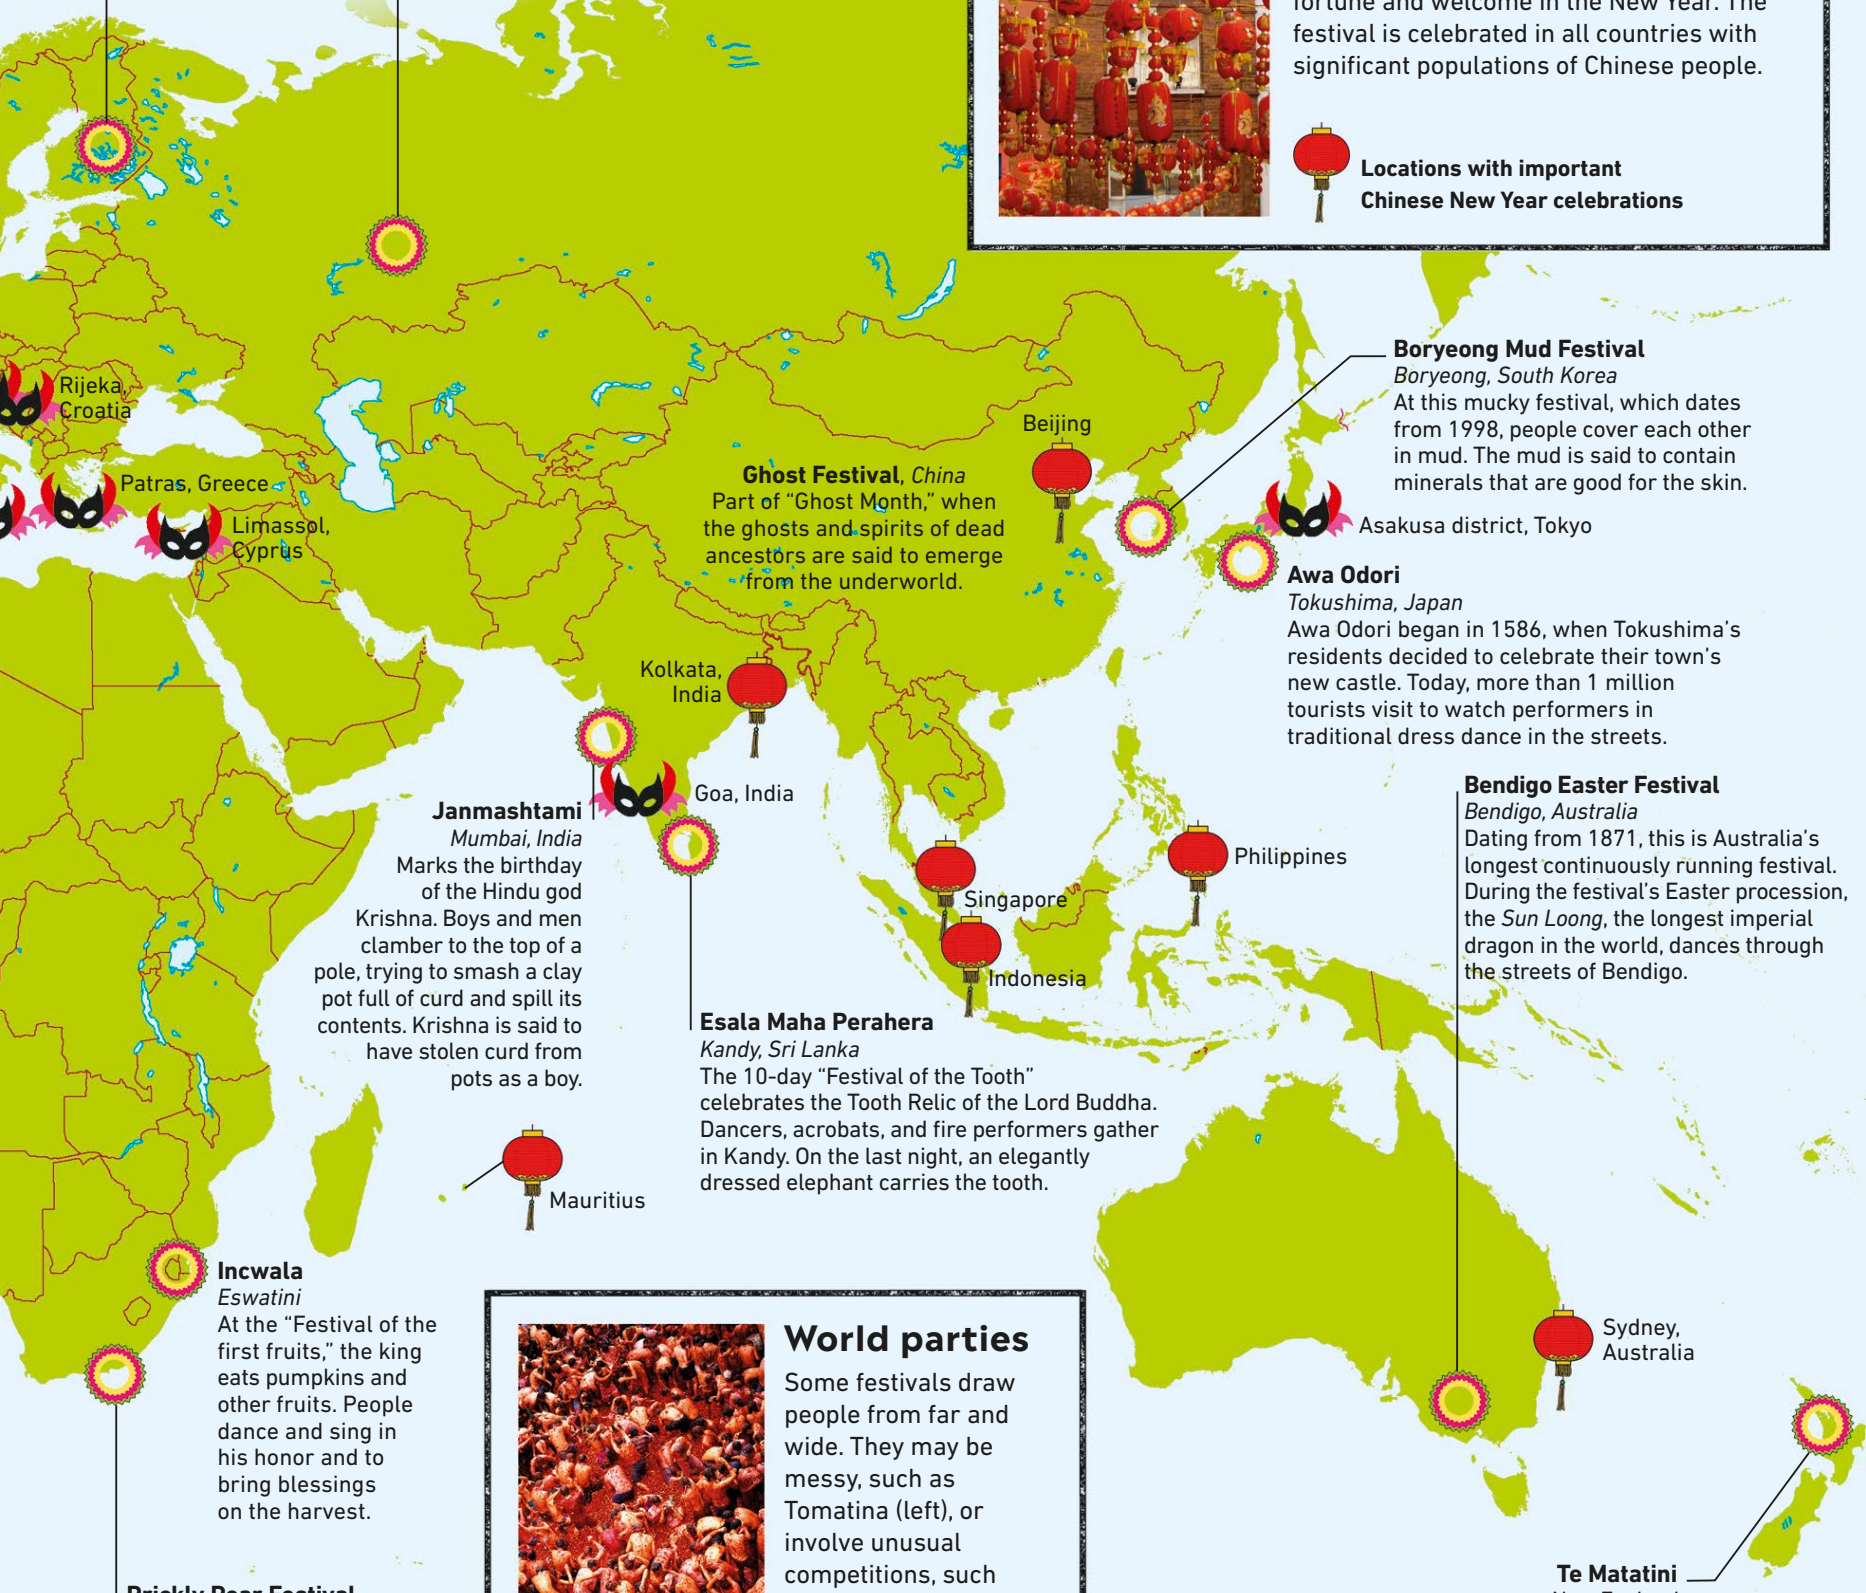 fortune and welcome in the New Year. The
festival is celebrated in all countries with
significant populations of Chinese people.
Locations with important
Chinese New Year celebrations
Rijeka,
Croatia
Patras, Greece
Limassol,
Cyprus
Beijing
Ghost Festival, China
Part of “Ghost Month,” when
the ghosts and spirits of dead
ancestors are said to emerge
from the underworld.
Boryeong Mud Festival
Boryeong, South Korea
At this mucky festival, which dates
from 1998, people cover each other
in mud. The mud is said to contain
minerals that are good for the skin.
Asakusa district, Tokyo
Awa Odori
Tokushima, Japan
Awa Odori began in 1586, when Tokushima’s
residents decided to celebrate their town’s
new castle. Today, more than 1 million
tourists visit to watch performers in
traditional dress dance in the streets.
Kolkata,
India
Goa, India
Janmashtami
Mumbai, India
Marks the birthday
of the Hindu god
Krishna. Boys and men
clamber to the top of a
pole, trying to smash a clay
pot full of curd and spill its
contents. Krishna is said to
have stolen curd from
pots as a boy.
Philippines
Singapore
Indonesia
Bendigo Easter Festival
Bendigo, Australia
Dating from 1871, this is Australia’s
longest continuously running festival.
During the festival’s Easter procession,
the Sun Loong, the longest imperial
dragon in the world, dances through
the streets of Bendigo.
Esala Maha Perahera
Kandy, Sri Lanka
The 10-day “Festival of the Tooth”
celebrates the Tooth Relic of the Lord Buddha.
Dancers, acrobats, and fire performers gather
in Kandy. On the last night, an elegantly
dressed elephant carries the tooth.
Mauritius
Incwala
Eswatini
At the “Festival of the
first fruits,” the king
eats pumpkins and
other fruits. People
dance and sing in
his honor and to
bring blessings
on the harvest.
World parties
Some festivals draw
people from far and
wide. They may be
messy, such as
Tomatina (left), or
involve unusual
competitions, such
Sydney,
Australia
Te Matatini
Prickly Pear Festival